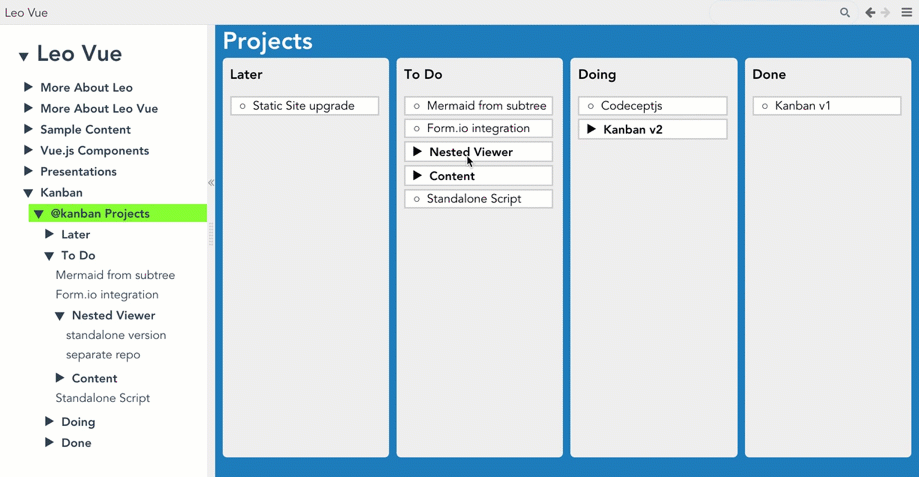 Leo Vue
Leo Vue
More About Leo
More About Leo Vue
Sample Content
Vue.js Components
Presentations
Kanban
@kanban Projects
Later
To Do
Mermaid from subtree
Form.io integration
Nested Viewer
standalone version
separate repo
Content
Standalone Script
Doing
Done
Projects
Later
Static Site upgrade
To Do
Mermaid from subtree
Form.io integration
Nested Viewer
Content
Standalone Script
Doing
Codeceptjs
Kanban v2
Done
Kanban v1